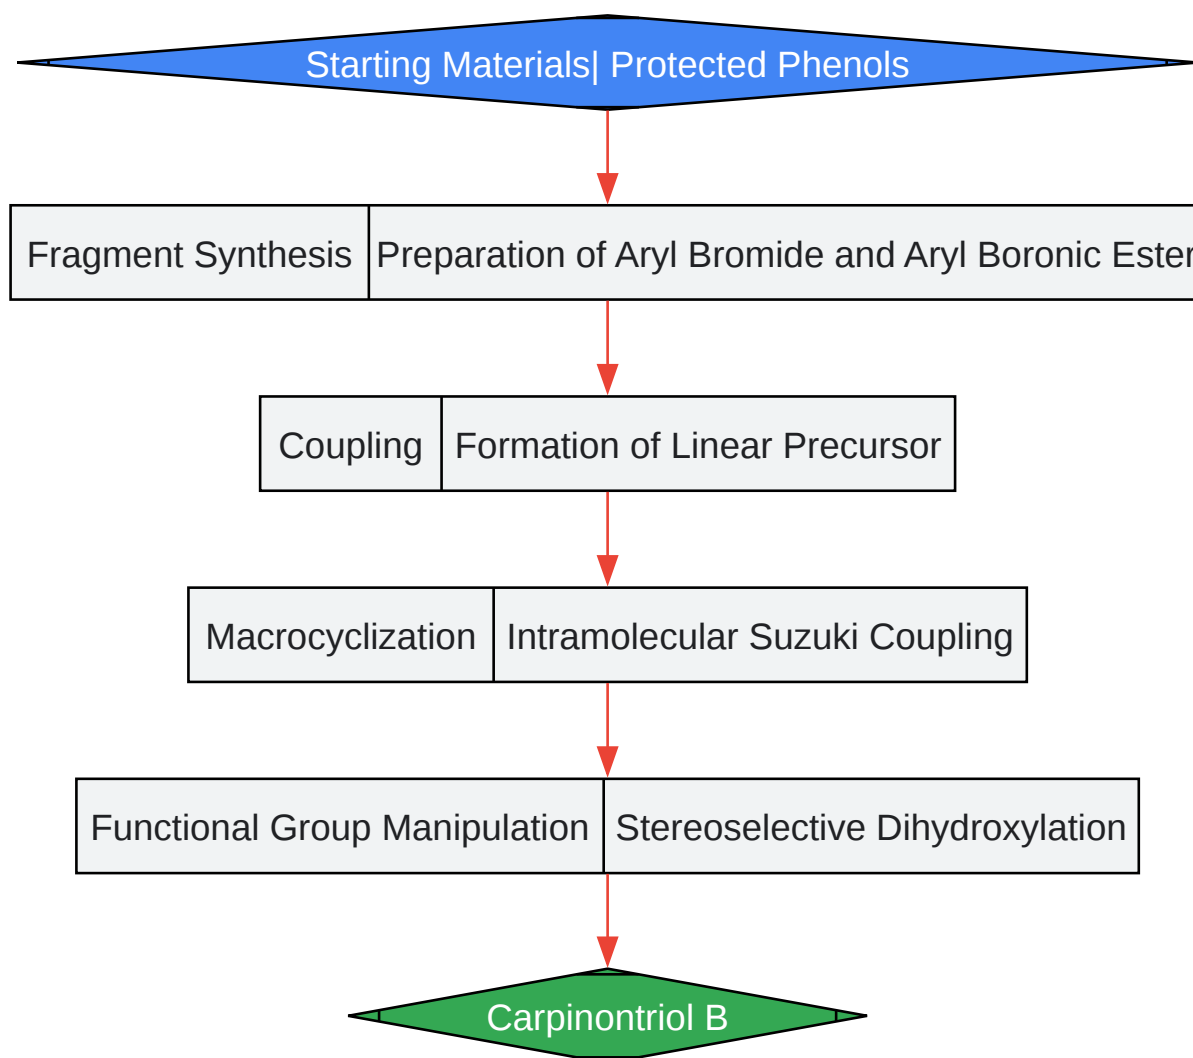 Starting Materials| Protected Phenols
Fragment Synthesis Preparation of Aryl Bromide and Aryl Boronic Ester
Coupling Formation of Linear Precursor
Macrocyclization Intramolecular Suzuki Coupling
Functional Group Manipulation Stereoselective Dihydroxylation
Carpinontriol B